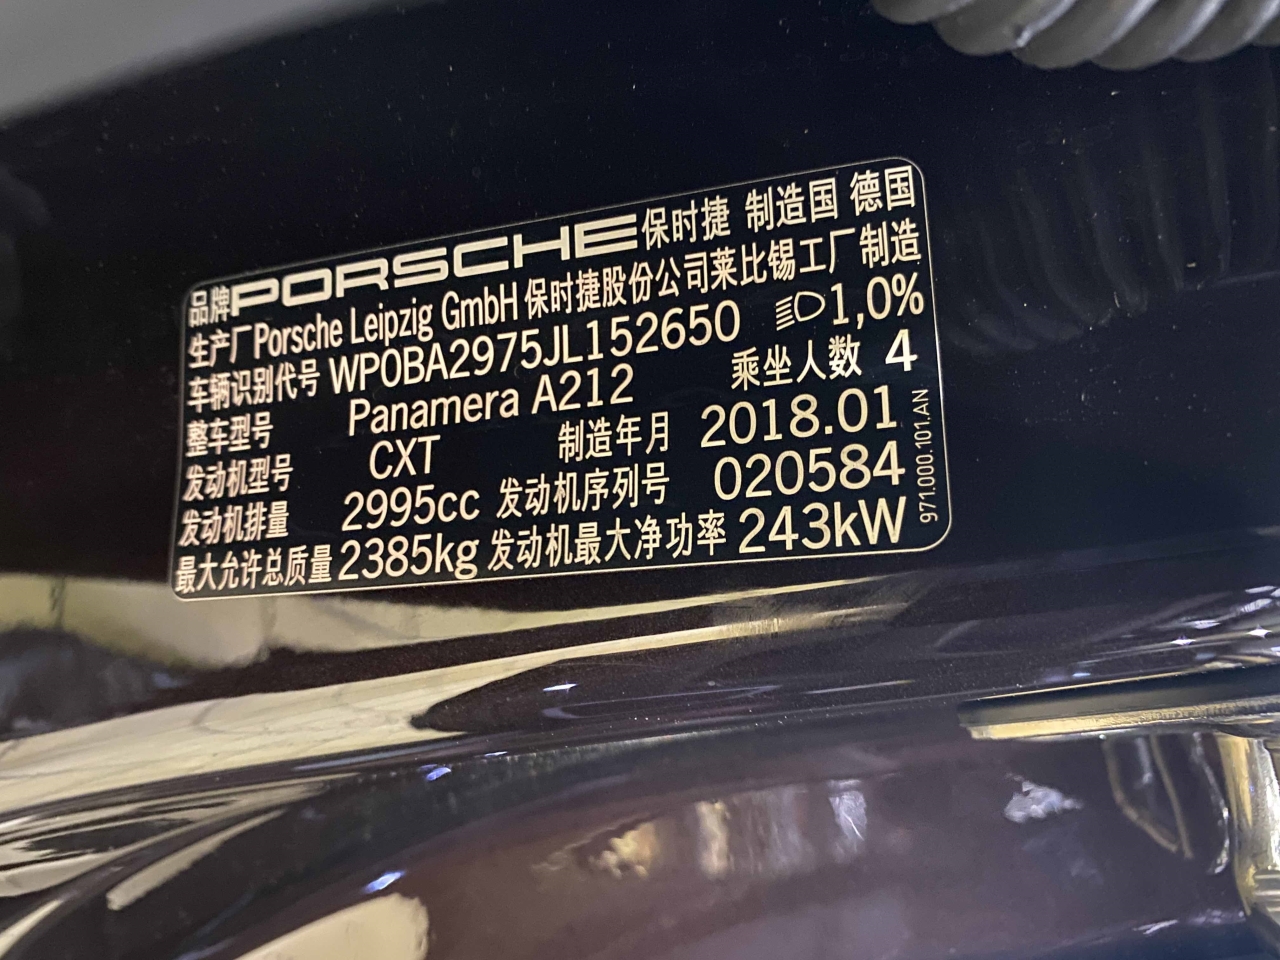 品牌PORSCHE保时捷 制造国 德国
生产厂Porsche Leipzig GmbH 保时捷股份公司莱比锡工厂制造
车辆识别代号 WP0BA2975JL152650 1,0%
整车型号 Panamera A212 乘坐人数 4
发动机型号 CXT 制造年月 2018.01
发动机排量 2995cc 发动机序列号 020584
最大允许总质量 2385kg 发动机最大净功率 243kW
971.000.101.AN